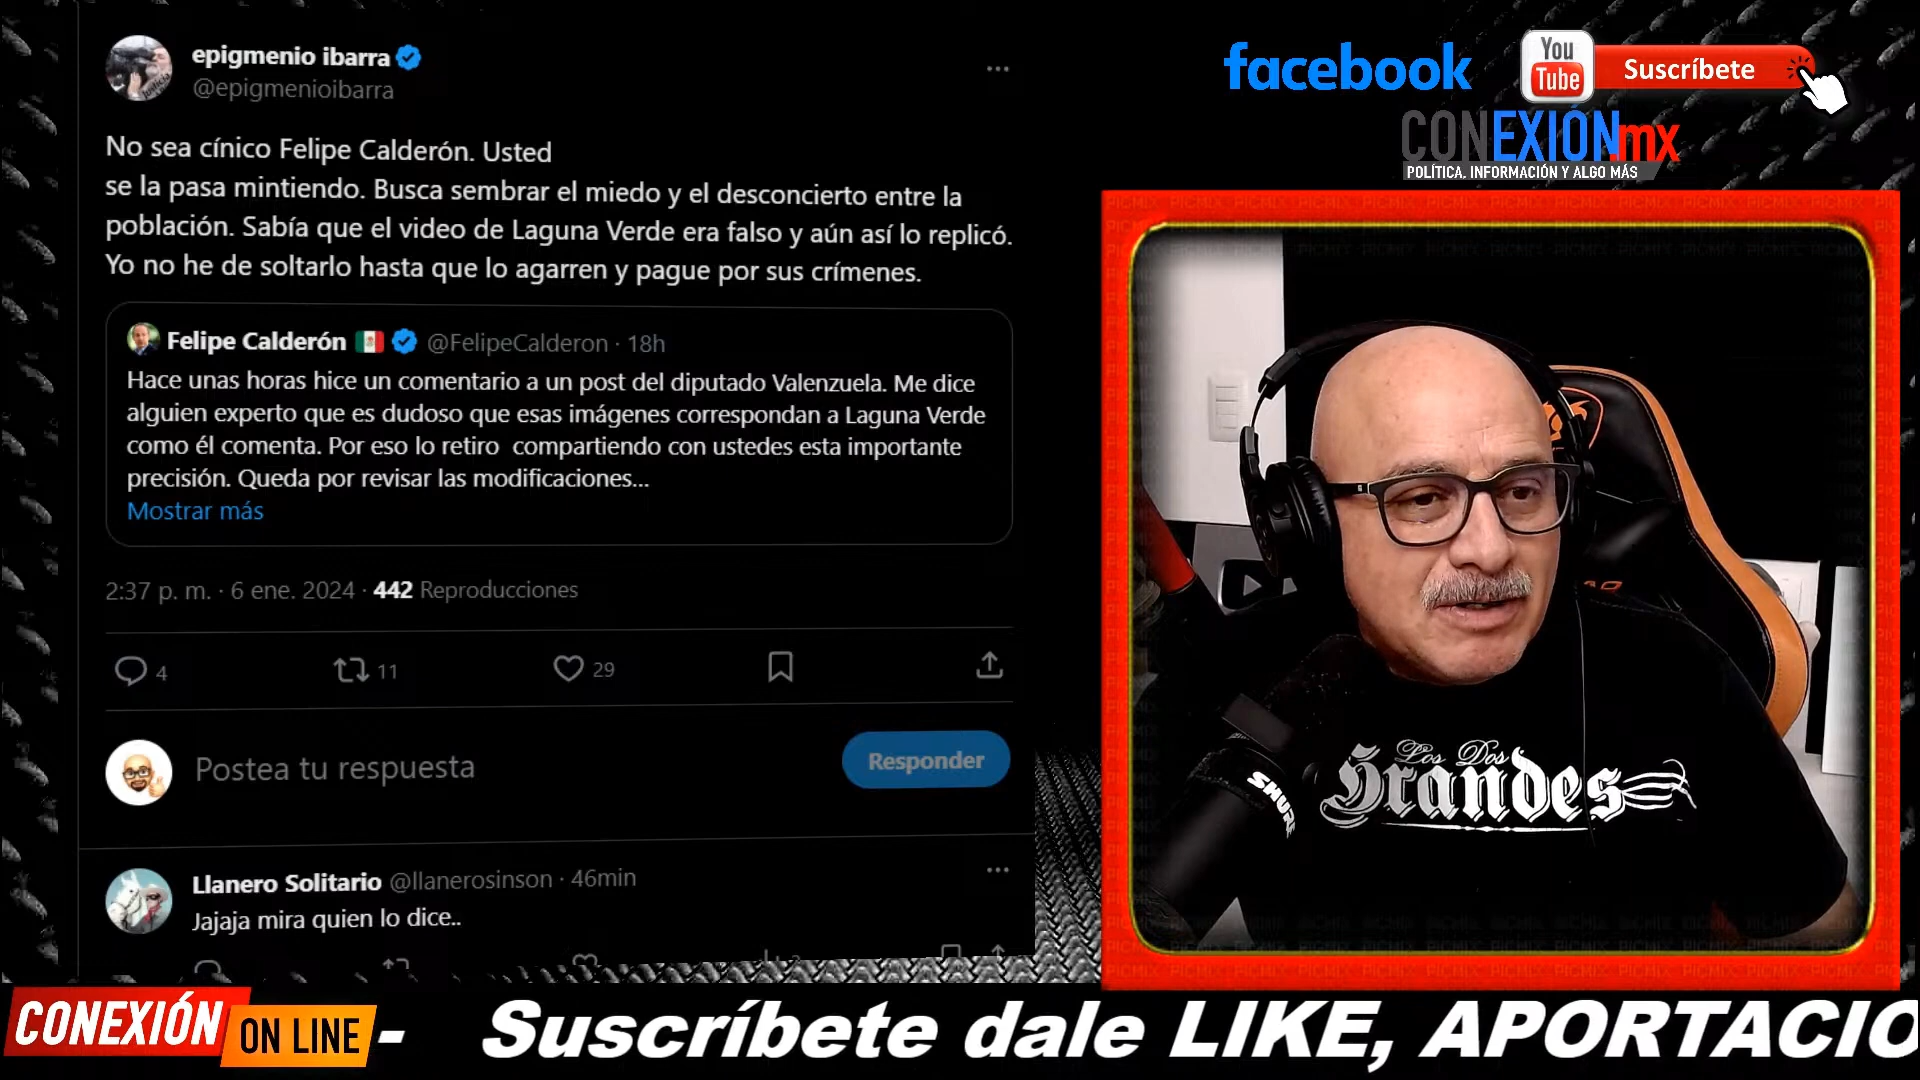 epigmenio ibarra
@epigmenioibarra
No sea cínico Felipe Calderón. Usted
se la pasa mintiendo. Busca sembrar el miedo y el desconcierto entre la
población. Sabía que el video de Laguna Verde era falso y aún así lo replicó.
Yo no he de soltarlo hasta que lo agarren y pague por sus crímenes.
Felipe Calderón @FelipeCalderon · 18h
Hace unas horas hice un comentario a un post del diputado Valenzuela. Me dice
alguien experto que es dudoso que esas imágenes correspondan a Laguna Verde
como él comenta. Por eso lo retiro compartiendo con ustedes esta importante
precisión. Queda por revisar las modificaciones...
Mostrar más
2:37 p. m. · 6 ene. 2024 · 442 Reproducciones
4 11 29
Postea tu respuesta
Responder
Llanero Solitario @llanerosinson · 46min
Jajaja mira quien lo dice..
facebook
You
Tube
Suscríbete
CONEXIÓN.mx
POLÍTICA, INFORMACIÓN Y ALGO MÁS
SHURE
Los Dos
Grandes
CONEXIÓN
ON LINE
- Suscríbete dale LIKE, APORTACIO